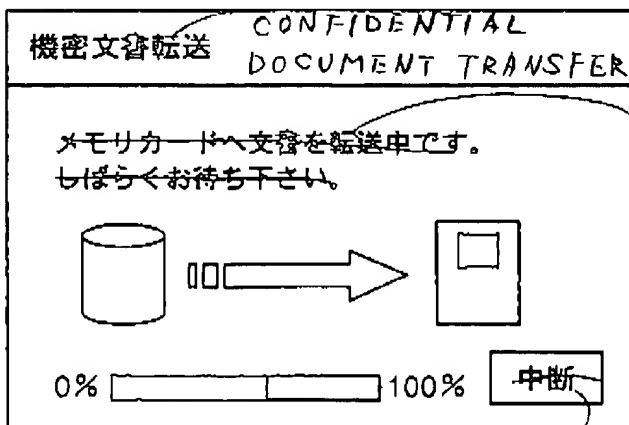 機密文書転送 CONFIDENTIAL
DOCUMENT TRANSFER
メモリカードへ文書を転送中です。
しばらくお待ち下さい。
0% 100% 中断